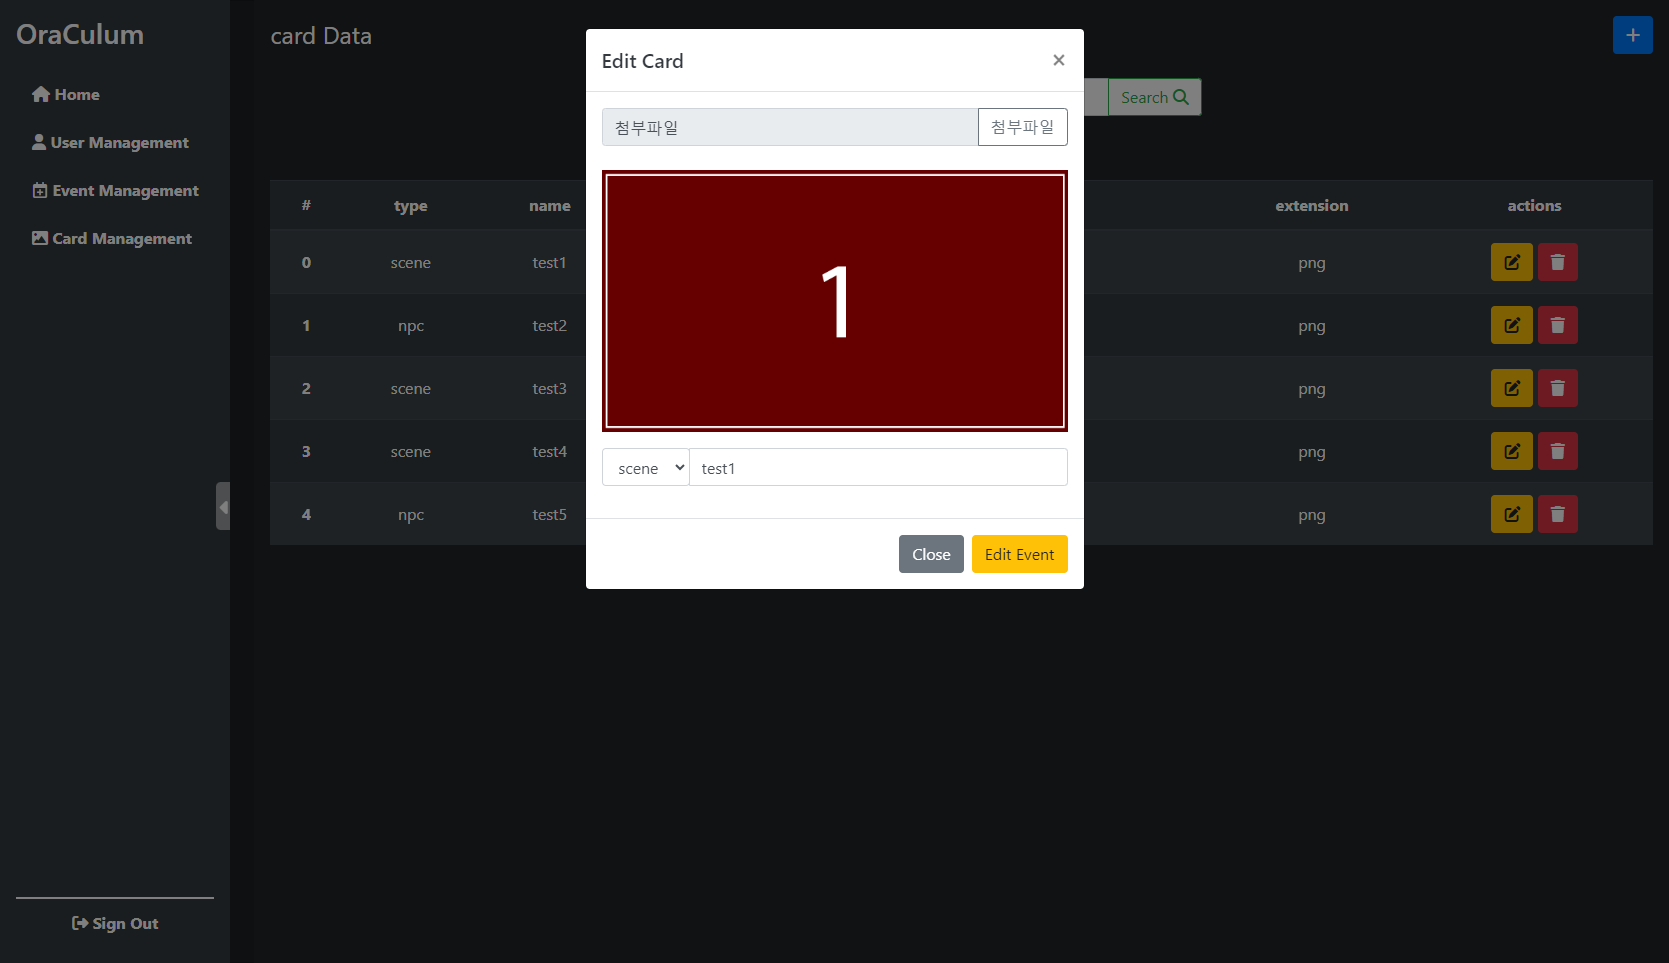 OraCulum
Home
User Management
Event Management
Card Management
Sign Out
card Data
Search
# type name extension actions
0 scene test1 png
1 npc test2 png
2 scene test3 png
3 scene test4 png
4 npc test5 png
Edit Card
첨부파일 첨부파일
1
scene test1
Close Edit Event